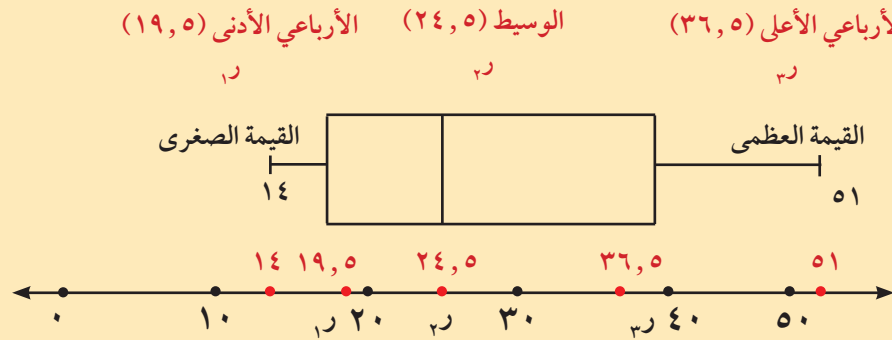 الأرباعي الأدنى (١٩,٥) الوسيط (٢٤,٥) لأرباعي الأعلى (٣٦,٥)
ر١ ر٢ ر٣
القيمة الصغرى القيمة العظمى
١٤ ٥١
١٤ ١٩,٥ ٢٤,٥ ٣٦,٥ ٥١
٠ ١٠ ر١ ٢٠ ر٢ ٣٠ ر٣ ٤٠ ٥٠